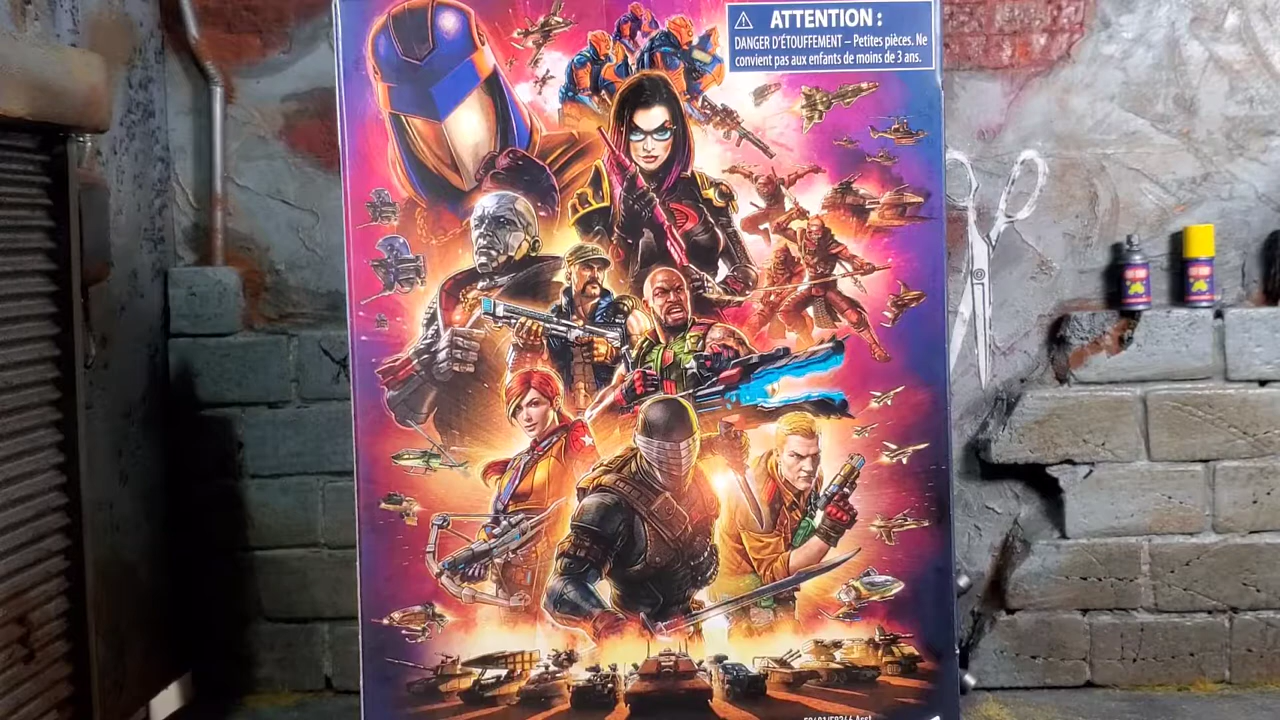 ATTENTION :
DANGER D'ÉTOUFFEMENT – Petites pièces. Ne
convient pas aux enfants de moins de 3 ans.